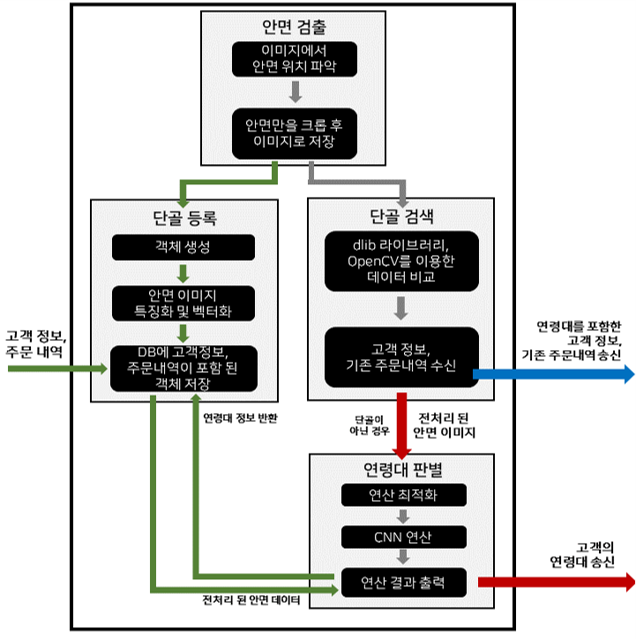 안면 검출
이미지에서
안면 위치 파악
안면만을 크롭 후
이미지로 저장
단골 등록
객체 생성
안면 이미지
특징화 및 벡터화
DB에 고객정보,
주문내역이 포함 된
객체 저장
단골 검색
dlib 라이브러리,
OpenCV를 이용한
데이터 비교
고객 정보,
기존 주문내역 수신
고객 정보,
주문 내역
연령대를 포함한
고객 정보,
기존 주문내역 송신
연령대 정보 반환
단골이
아닌 경우
전처리 된
안면 이미지
연령대 판별
연산 최적화
CNN 연산
연산 결과 출력
고객의
연령대 송신
전처리 된 안면 데이터